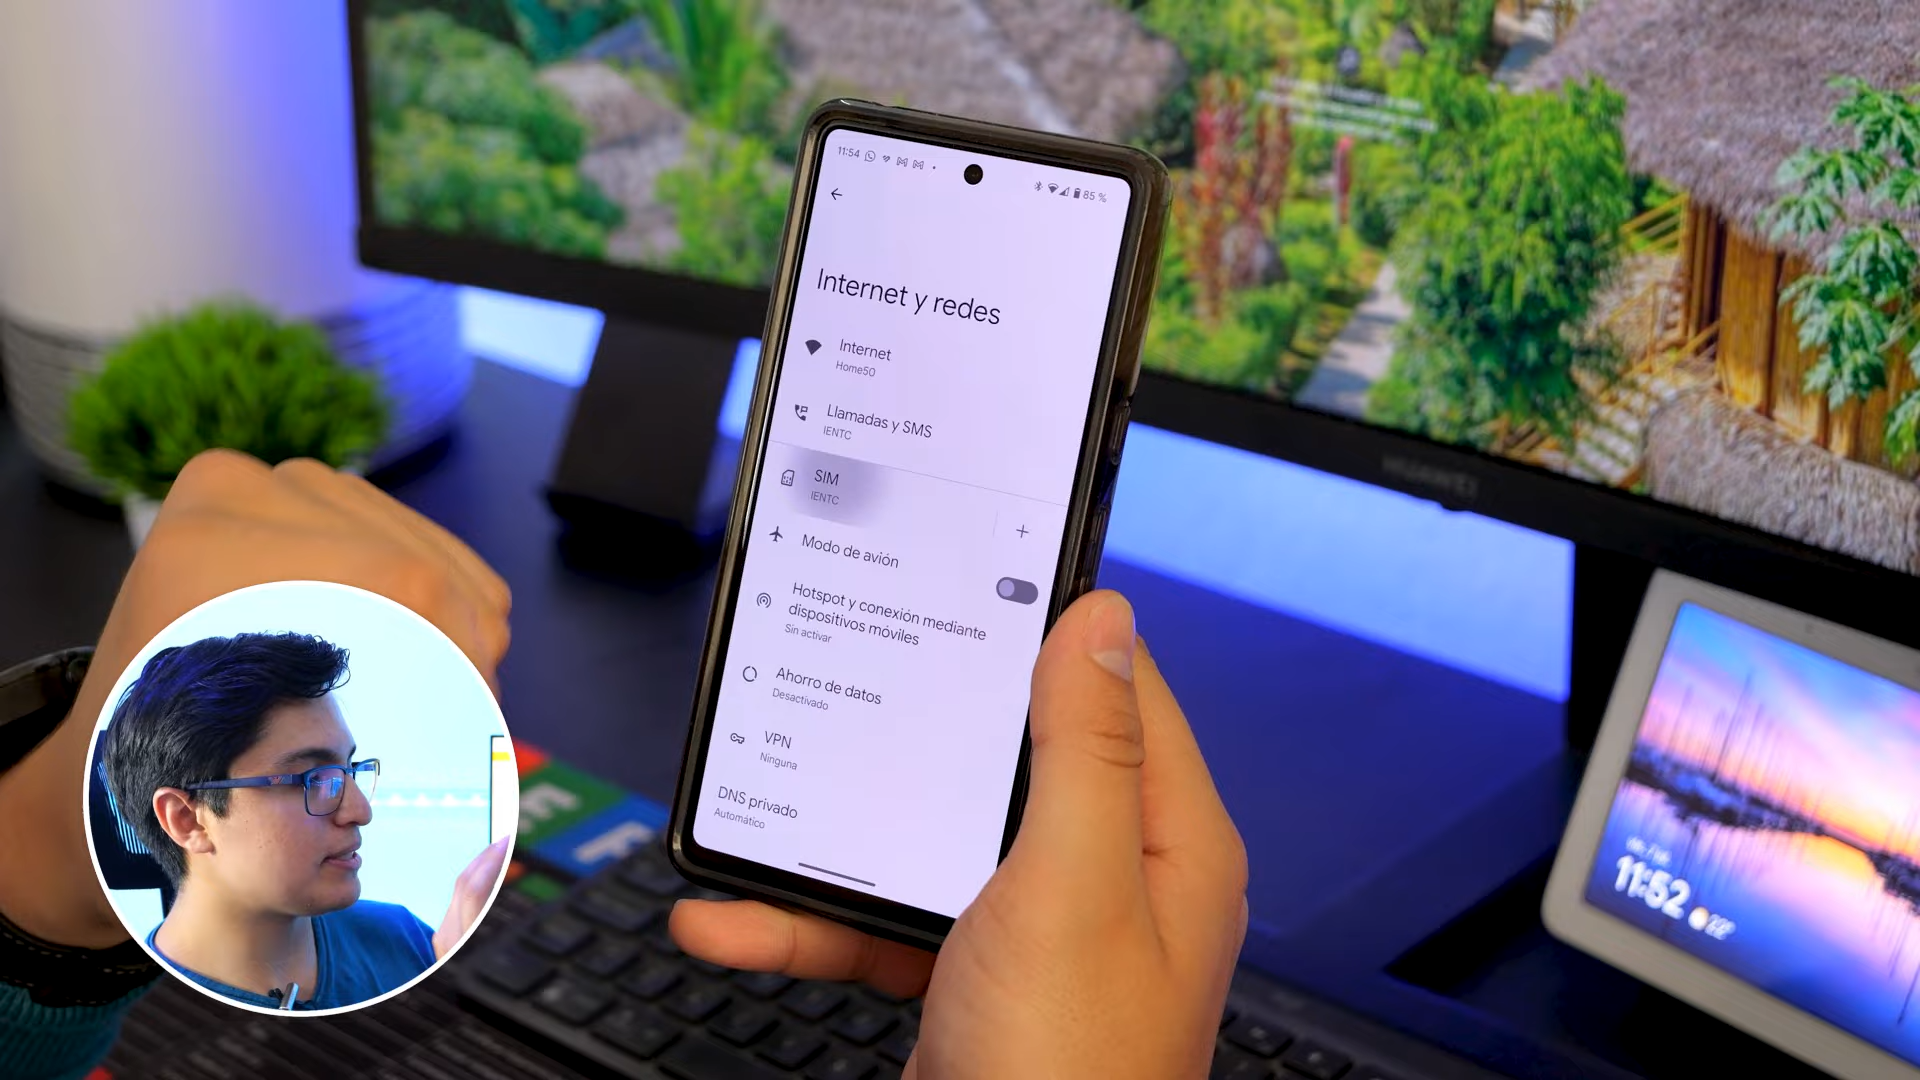 11:54
85 %
Internet y redes
Internet
Home50
Llamadas y SMS
IENTC
SIM
IENTC
Modo de avión
Hotspot y conexión mediante
dispositivos móviles
Sin activar
Ahorro de datos
Desactivado
VPN
Ninguna
DNS privado
Automático
HUAWEI
E
F
11:52